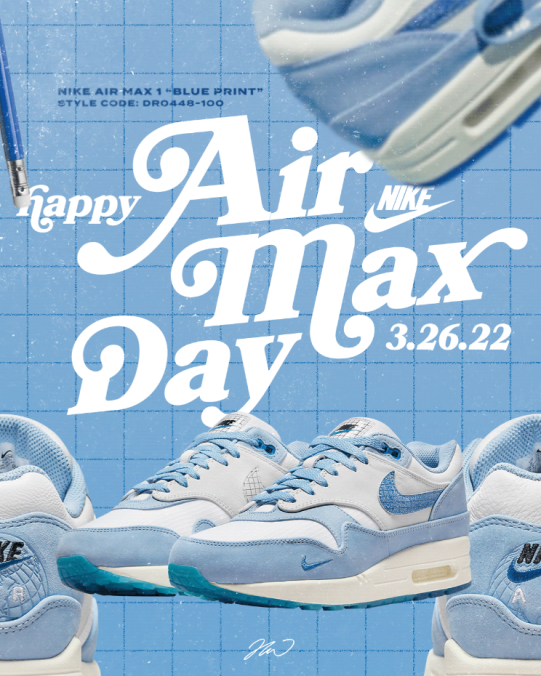 NIKE AIR MAX 1 "BLUE PRINT"
STYLE CODE: DR0448-100
happy Air
NIKE
Max
Day 3.26.22
A